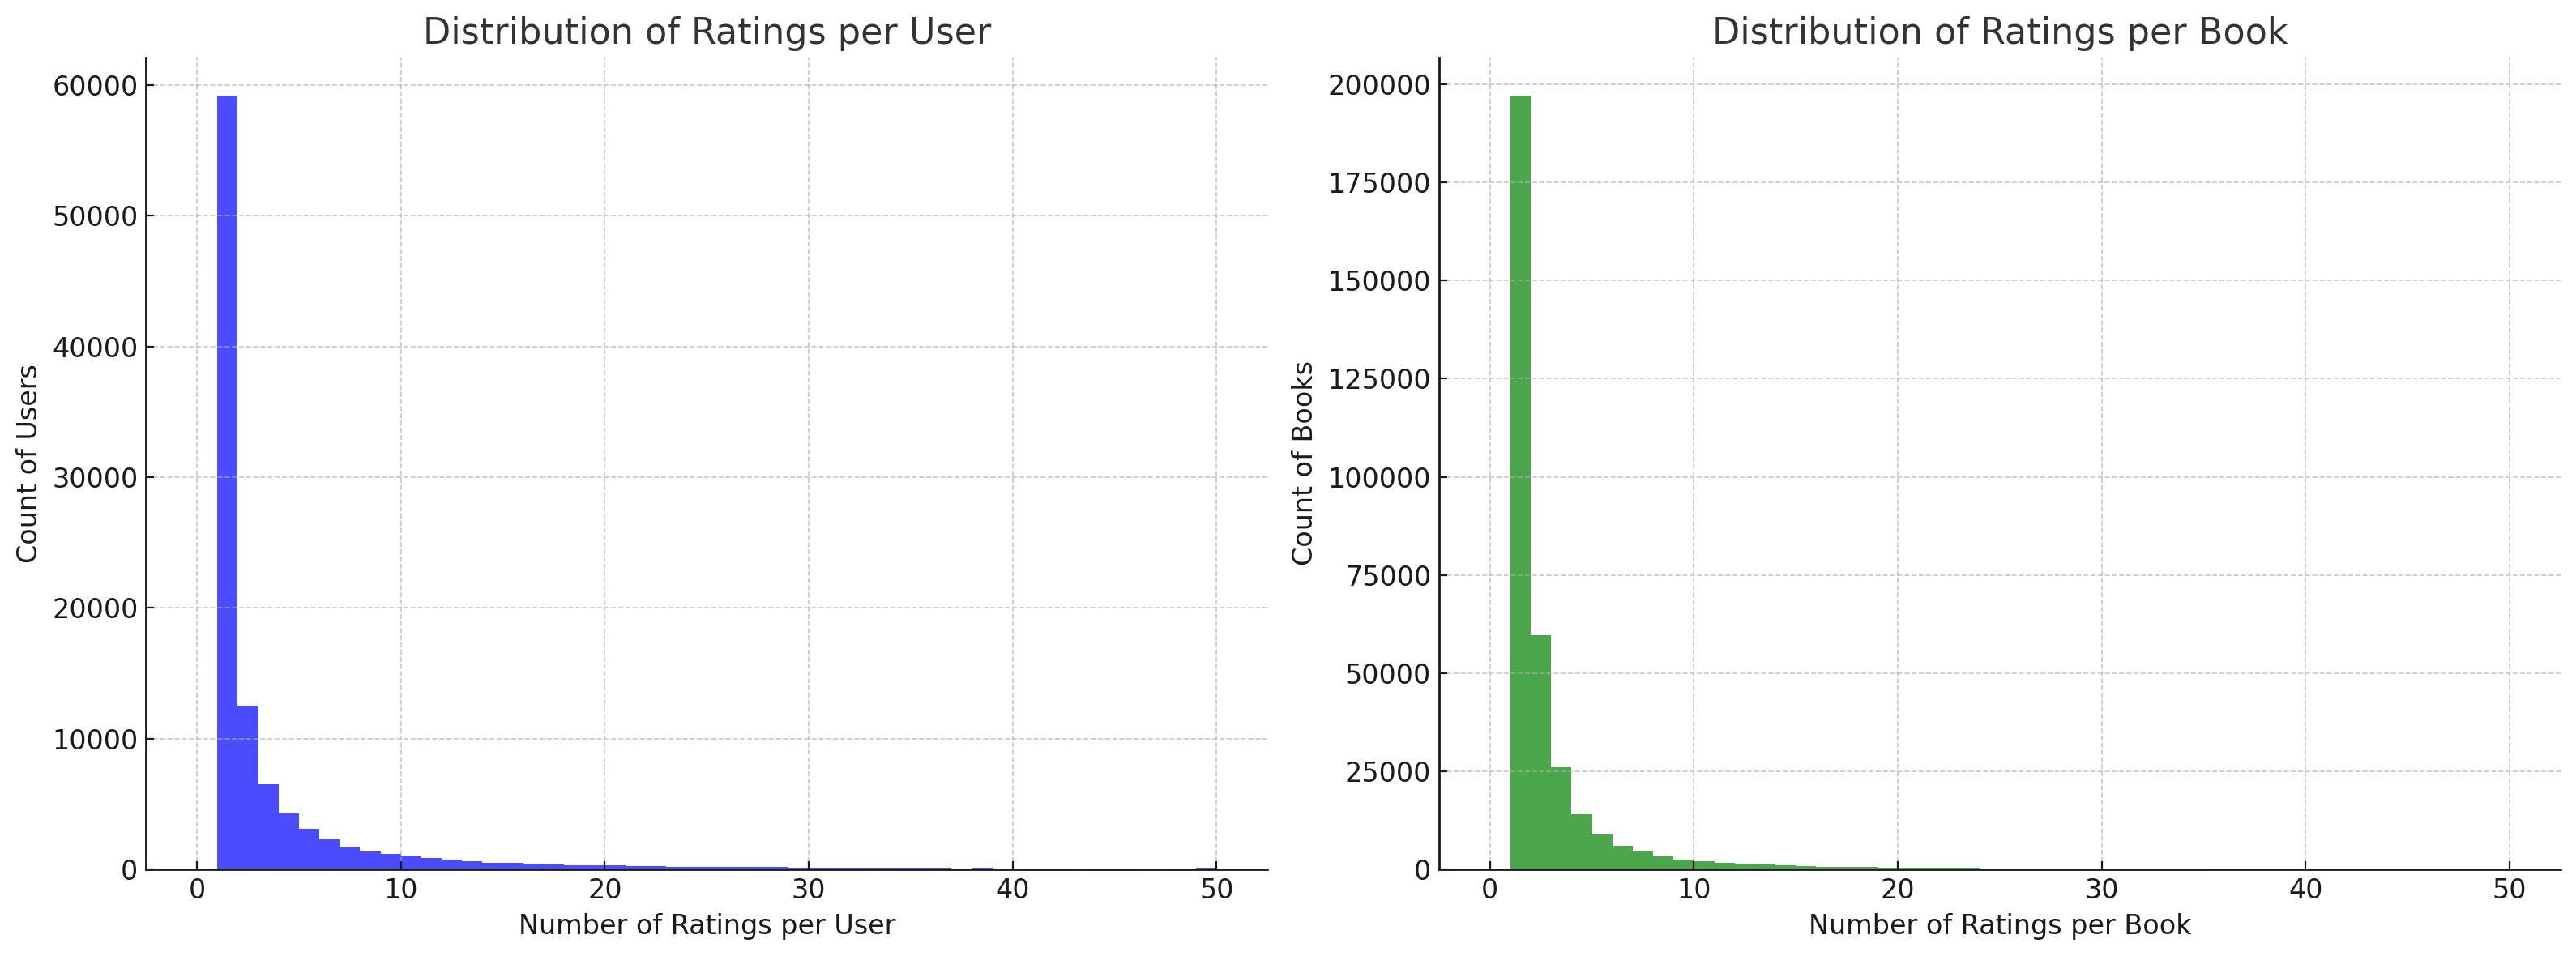 Distribution of Ratings per User
60000
50000
40000
30000
20000
10000
0
Count of Users
0 10 20 30 40 50
Number of Ratings per User
Distribution of Ratings per Book
200000
175000
150000
125000
100000
75000
50000
25000
0
Count of Books
0 10 20 30 40 50
Number of Ratings per Book